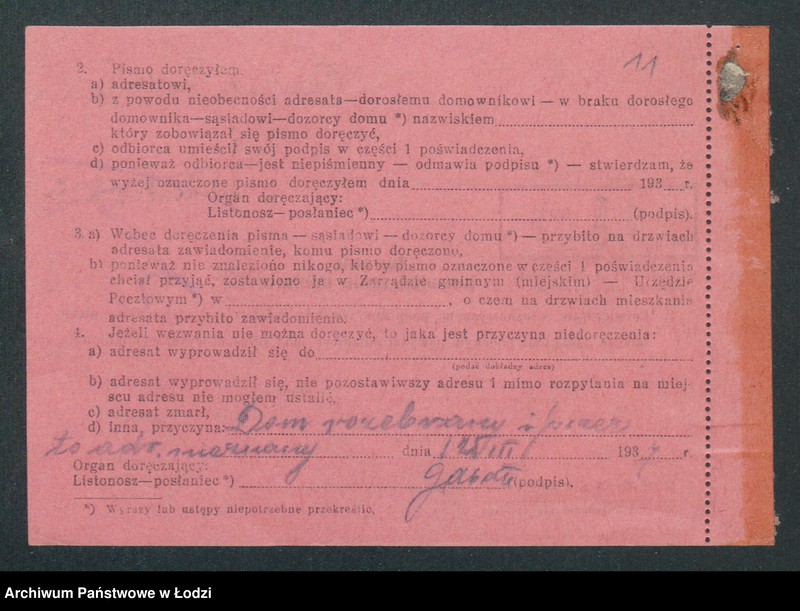 11
2. Pismo doręczyłem
a) adresatowi,
b) z powodu nieobecności adresata—dorosłemu domownikowi — w braku dorosłego
domownika—sąsiadowi—dozorcy domu *) nazwiskiem
który zobowiązał się pismo doręczyć,
c) odbiorca umieścił swój podpis w części 1 poświadczenia,
d) ponieważ odbiorca—jest niepiśmienny — odmawia podpisu *) — stwierdzam, że
wyżej oznaczone pismo doręczyłem dnia 193 r.
Organ doręczający:
Listonosz—posłaniec *) (podpis).
3. a) Wobec doręczenia pisma — sąsiadowi — dozorcy domu *) — przybito na drzwiach
adresata zawiadomienie, komu pismo doręczono,
b) ponieważ nie znaleziono nikogo, któby pismo oznaczone w części 1 poświadczenia
chciał przyjąć, zostawiono je w Zarządzie gminnym (miejskim) — Urzędzie
Pocztowym *) w , o czem na drzwiach mieszkania
adresata przybito zawiadomienie.
4. Jeżeli wezwania nie można doręczyć, to jaka jest przyczyna niedoręczenia:
a) adresat wyprowadził się do
(podać dokładny adres)
b) adresat wyprowadził się, nie pozostawiwszy adresu i mimo rozpytania na miej-
scu adresu nie mogłem ustalić,
c) adresat zmarł,
d) inna, przyczyna: Dom rozebrany i przez
to adr. nieznany dnia III 1937 r.
Organ doręczający:
Listonosz—posłaniec *) (podpis).
*) Wyrazy lub ustępy niepotrzebne przekreślić.
Archiwum Państwowe w Łodzi